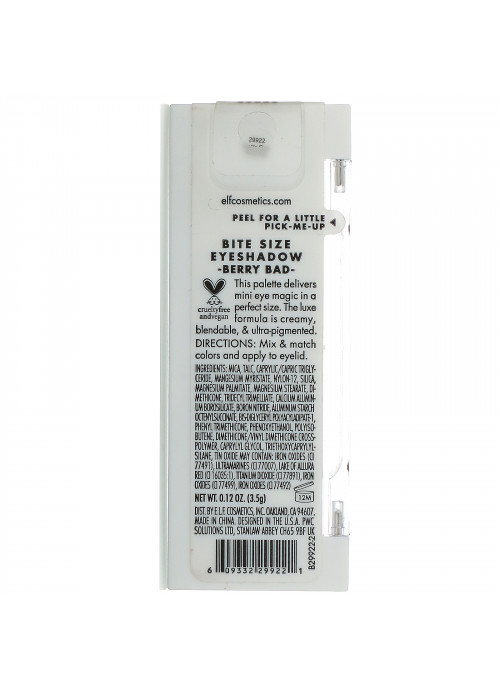 29922
elfcosmetics.com
PEEL FOR A LITTLE
PICK-ME-UP
BITE SIZE
EYESHADOW
-BERRY BAD-
This palette delivers
mini eye magic in a
perfect size. The luxe
formula is creamy,
blendable, & ultra-pigmented.
crueltyfree
andvegan
DIRECTIONS: Mix & match
colors and apply to eyelid.
INGREDIENTS: MICA, TALC, CAPRYLIC/CAPRIC TRIGLY-
CERIDE, MANGESIUM MYRISTATE, NYLON-12, SILICA,
MAGNESIUM PALMITATE, MAGNESIUM STEARATE, DI-
METHICONE, TRIDECYL TRIMELLIATE, CALCIUM ALUMIN-
UM BOROSILICATE, BORON NITRIDE, ALUMINUM STARCH
OCTENYLSUCCINATE, BIS-DIGLYCERYL POLYACYLADIPATE-1,
PHENYL TRIMETHICONE, PHENOXYETHANOL, POLYISO-
BUTENE, DIMETHICONE/VINYL DIMETHICONE CROSS-
POLYMER, CAPRYLYL GLYCOL, TRIETHOXYCAPRYLYL-
SILANE, TIN OXIDE MAY CONTAIN: IRON OXIDES (CI
77491), ULTRAMARINES (CI 77007), LAKE OF ALLURA
RED (CI 16035:1), TITANIUM DIOXIDE (CI 77891), IRON
OXIDES (CI 77499), IRON OXIDES (CI 77492)
12M
NET WT. 0.12 OZ. (3.5g)
DIST. BY E.L.F. COSMETICS, INC. OAKLAND, CA 94607.
MADE IN CHINA. DESIGNED IN THE U.S.A. PWC
SOLUTIONS LTD, STANLAW ABBEY CH65 9BF UK
B29922-2
6 09332 29922 1